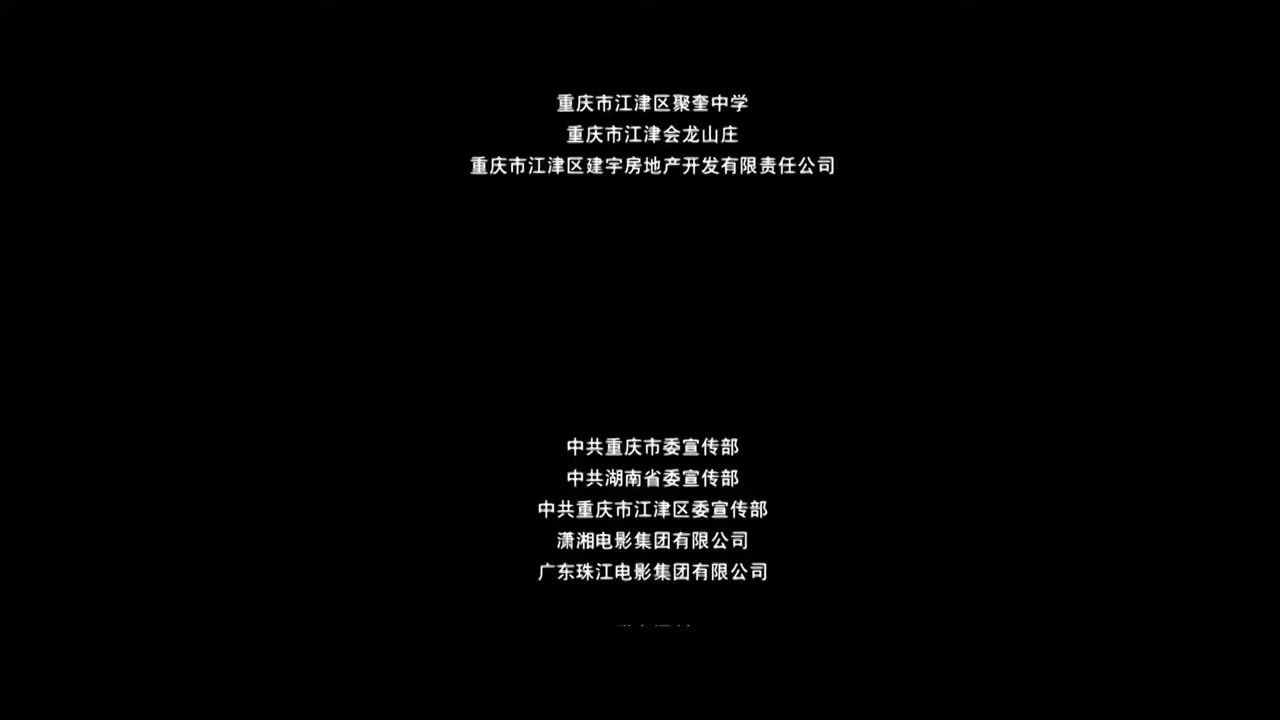 重庆市江津区聚奎中学
重庆市江津会龙山庄
重庆市江津区建宇房地产开发有限责任公司
中共重庆市委宣传部
中共湖南省委宣传部
中共重庆市江津区委宣传部
潇湘电影集团有限公司
广东珠江电影集团有限公司